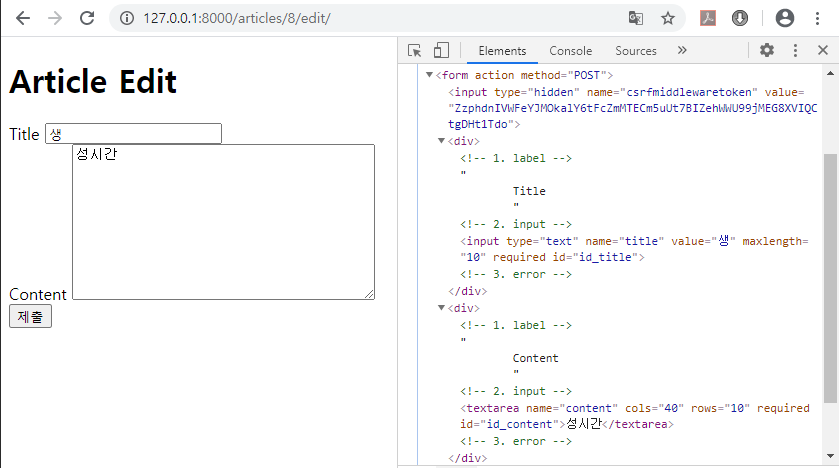 127.0.0.1:8000/articles/8/edit/
Article Edit
Title 생
성시간
Content
제출
Elements Console Sources »
<form action method="POST">
<input type="hidden" name="csrfmiddlewaretoken" value=
"ZzphdnIVWFeYJMOkalY6tFcZmMTECm5uUt7BIZehWWU99jMEG8XVIQC
tgDHt1Tdo">
<div>
<!-- 1. label -->
"
Title
"
<!-- 2. input -->
<input type="text" name="title" value="생" maxlength=
"10" required id="id_title">
<!-- 3. error -->
</div>
<div>
<!-- 1. label -->
"
Content
"
<!-- 2. input -->
<textarea name="content" cols="40" rows="10" required
id="id_content">성시간</textarea>
<!-- 3. error -->
</div>